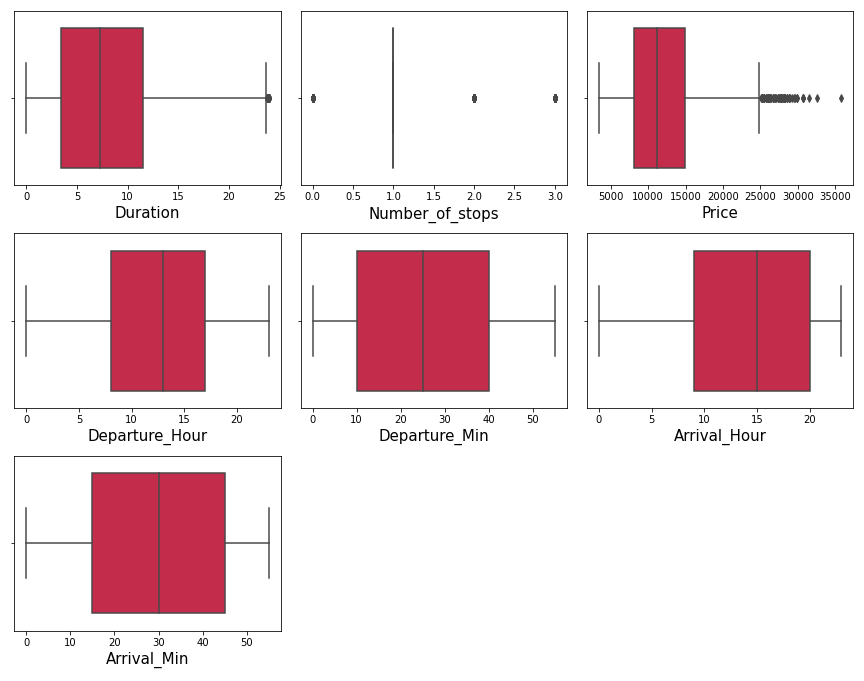 0 5 10 15 20 25
Duration
0.0 0.5 1.0 1.5 2.0 2.5 3.0
Number_of_stops
5000 10000 15000 20000 25000 30000 35000
Price
0 5 10 15 20
Departure_Hour
0 10 20 30 40 50
Departure_Min
0 5 10 15 20
Arrival_Hour
0 10 20 30 40 50
Arrival_Min